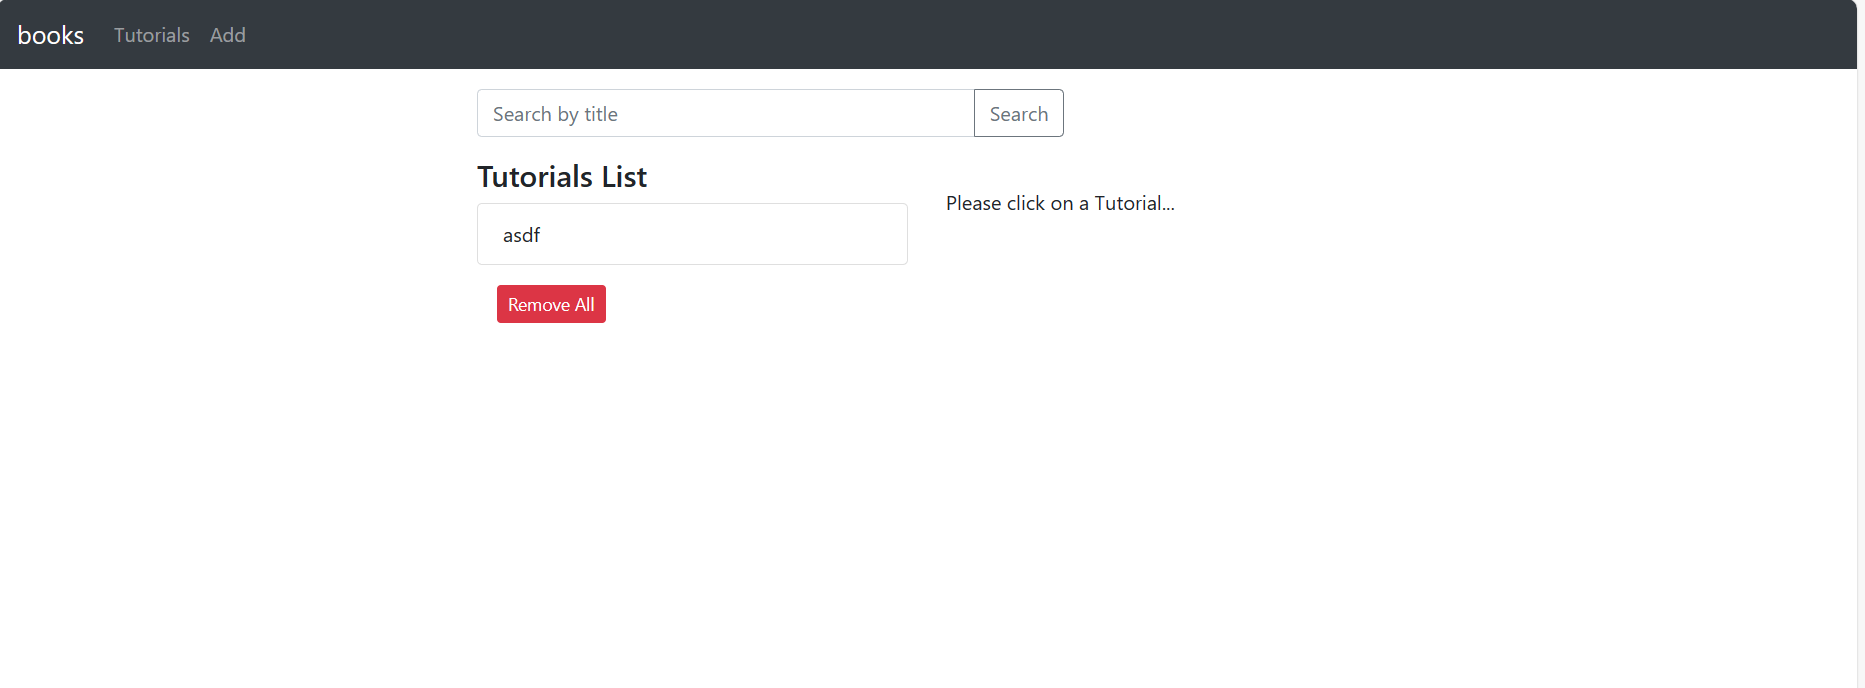 books Tutorials Add
Search by title Search
Tutorials List
Please click on a Tutorial...
asdf
Remove All